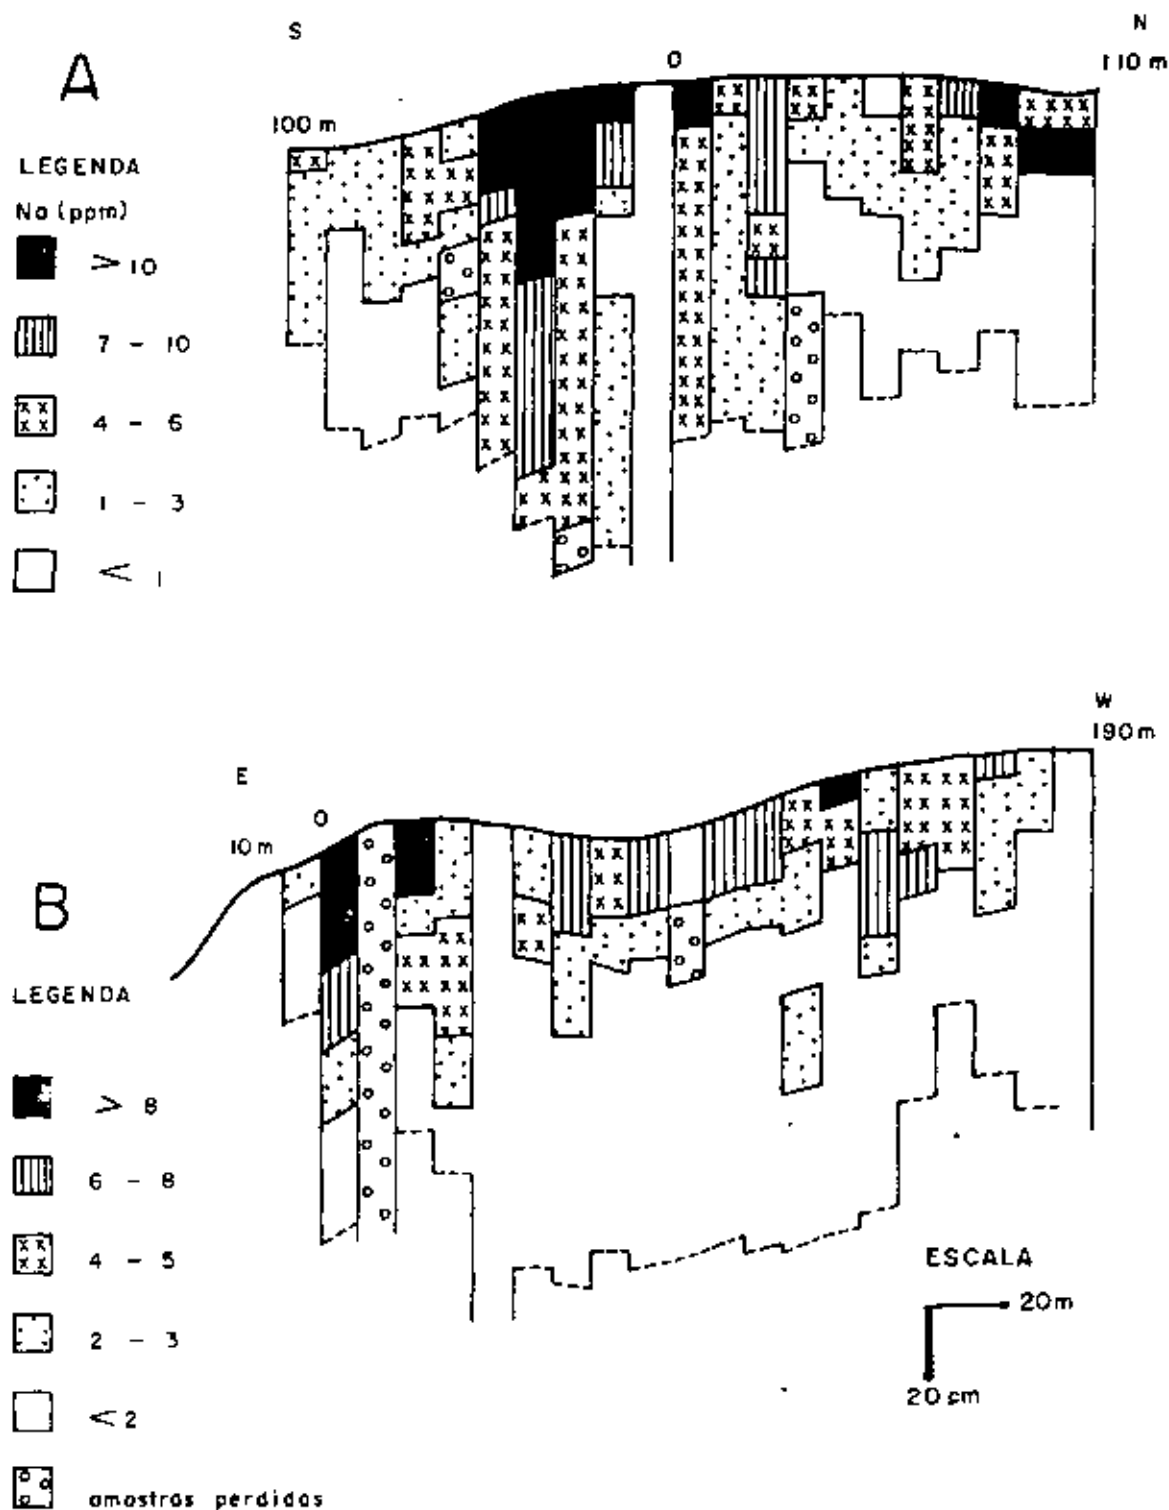 S
N
A
O
110 m
100 m
LEGENDA
Na (ppm)
> 10
7 - 10
4 - 6
1 - 3
< 1
W
190 m
E
O
10 m
B
LEGENDA
> 8
6 - 8
4 - 5
2 - 3
< 2
amostras perdidas
ESCALA
20 m
20 cm